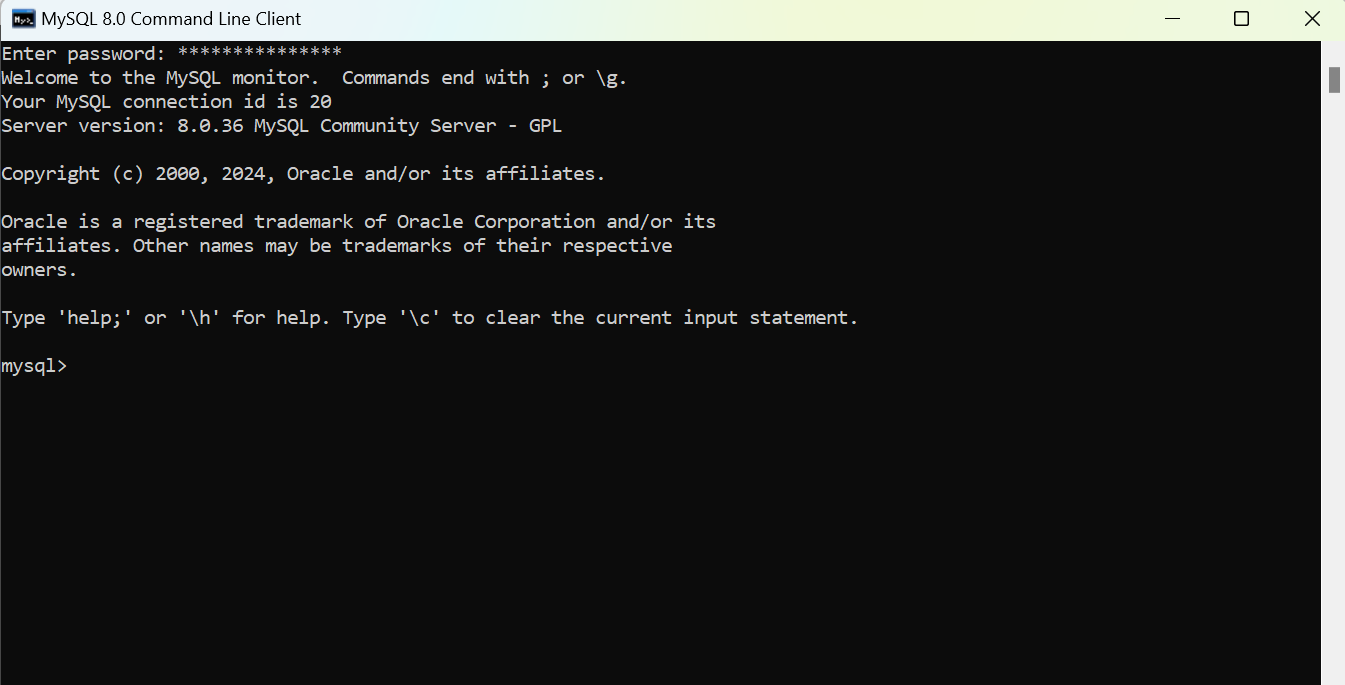 MySQL 8.0 Command Line Client
Enter password: ***************
Welcome to the MySQL monitor.  Commands end with ; or \g.
Your MySQL connection id is 20
Server version: 8.0.36 MySQL Community Server - GPL
Copyright (c) 2000, 2024, Oracle and/or its affiliates.
Oracle is a registered trademark of Oracle Corporation and/or its
affiliates. Other names may be trademarks of their respective
owners.
Type 'help;' or '\h' for help. Type '\c' to clear the current input statement.
mysql>